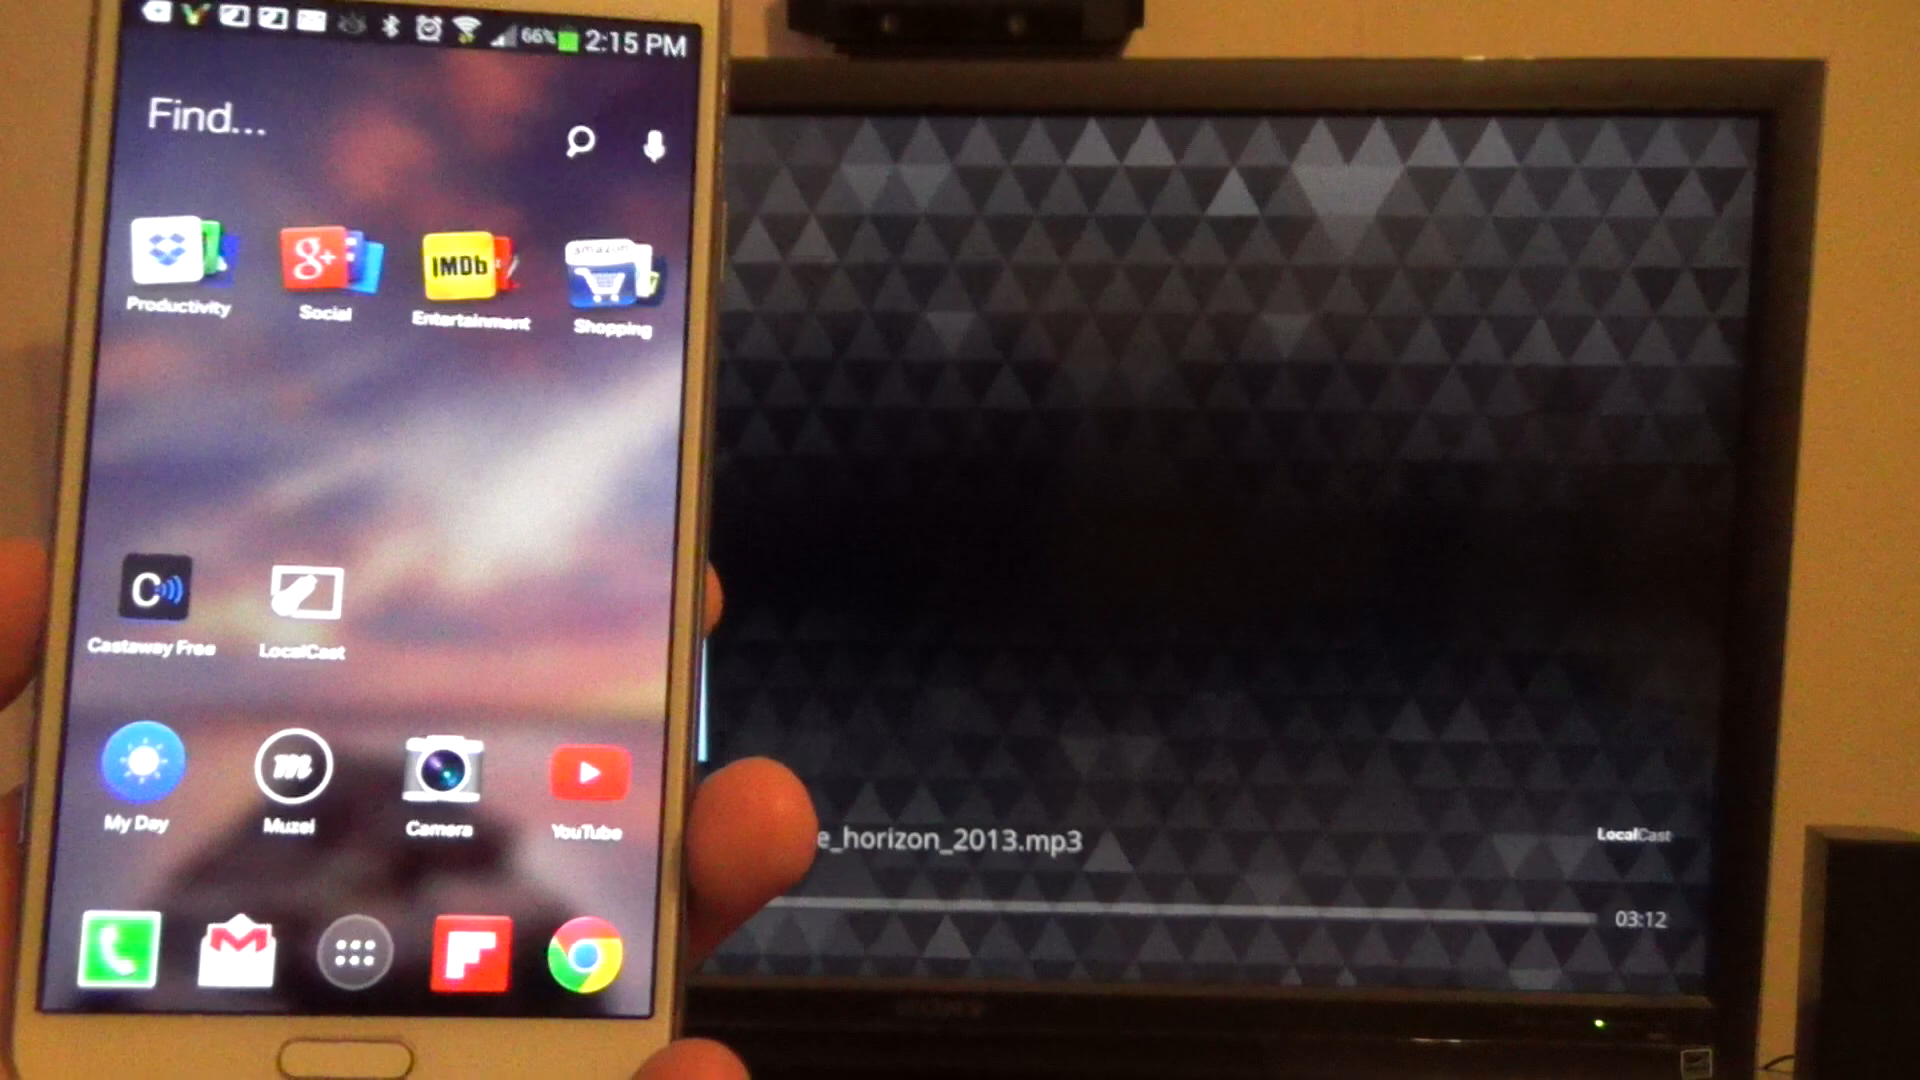 66% 2:15 PM
Find...
amazon
g+ IMDb
Productivity Social Entertainment Shopping
C
Castaway Free LocalCast
m
My Day Muzei Camera YouTube
e_horizon_2013.mp3
LocalCast
03:12